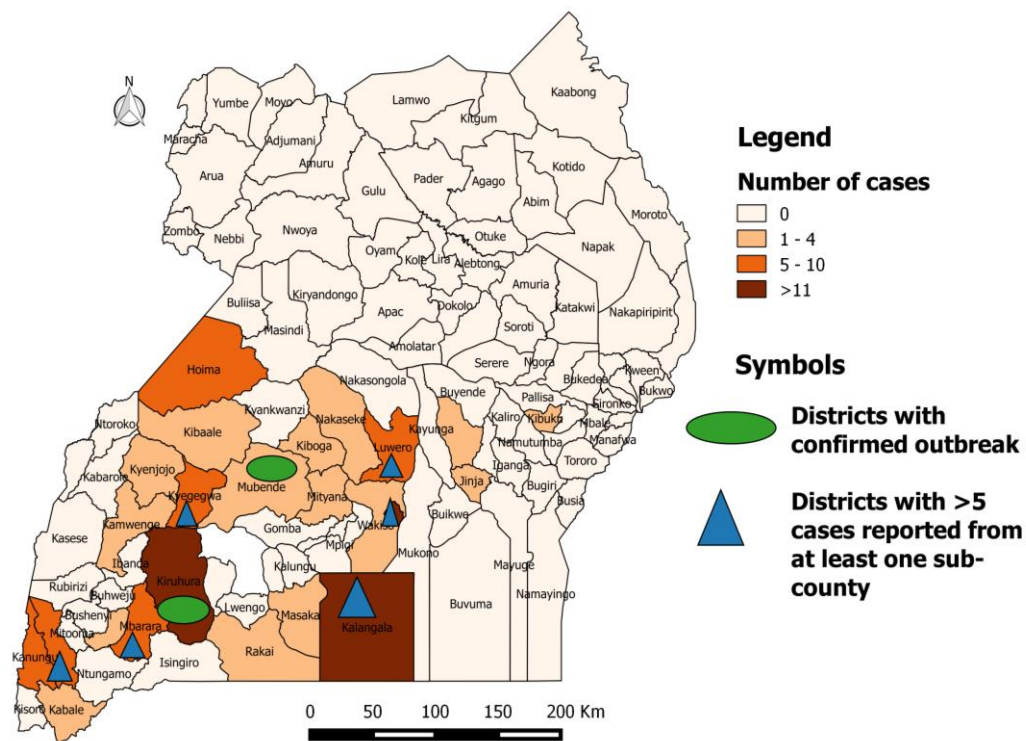 N
Kaabong
Yumbe
Moyo
Lamwo
Kitgum
Maracha
Adjumani
Kotido
Amuru
Arua
Pader
Agago
Gulu
Abim
Moroto
Zombo
Nebbi
Nwoya
Otuke
Napak
Oyam
Kole
Lira
Alebtong
Kiryandongo
Amuria
Buliisa
Katakwi
Dokolo
Apac
Nakapiripirit
Masindi
Soroti
Amolatar
Serere
Ngora
Kween
Hoima
Nakasongola
Bukedea
Bukwo
Buyende
Pallisa
Sironko
Kyankwanzi
Nakaseke
Kayunga
Kaliro
Kibuku
Mbale
Ntoroko
Kibaale
Kiboga
Luwero
Namutumba
Manafwa
Kyenjojo
Iganga
Tororo
Kabarole
Mubende
Mityana
Jinja
Bugiri
Kyegegwa
Busia
Kamwenge
Wakiso
Buikwe
Kasese
Gomba
Mpigi
Mukono
Ibanda
Kiruhura
Kalungu
Mayuge
Rubirizi
Buhweju
Namayingo
Bushenyi
Lwengo
Buvuma
Mitooma
Mbarara
Masaka
Kalangala
Kanungu
Rakai
Ntungamo
Isingiro
Kisoro
Kabale
0 50 100 150 200 Km
Legend
Number of cases
0
1 - 4
5 - 10
>11
Symbols
Districts with
confirmed outbreak
Districts with >5
cases reported from
at least one sub-
county